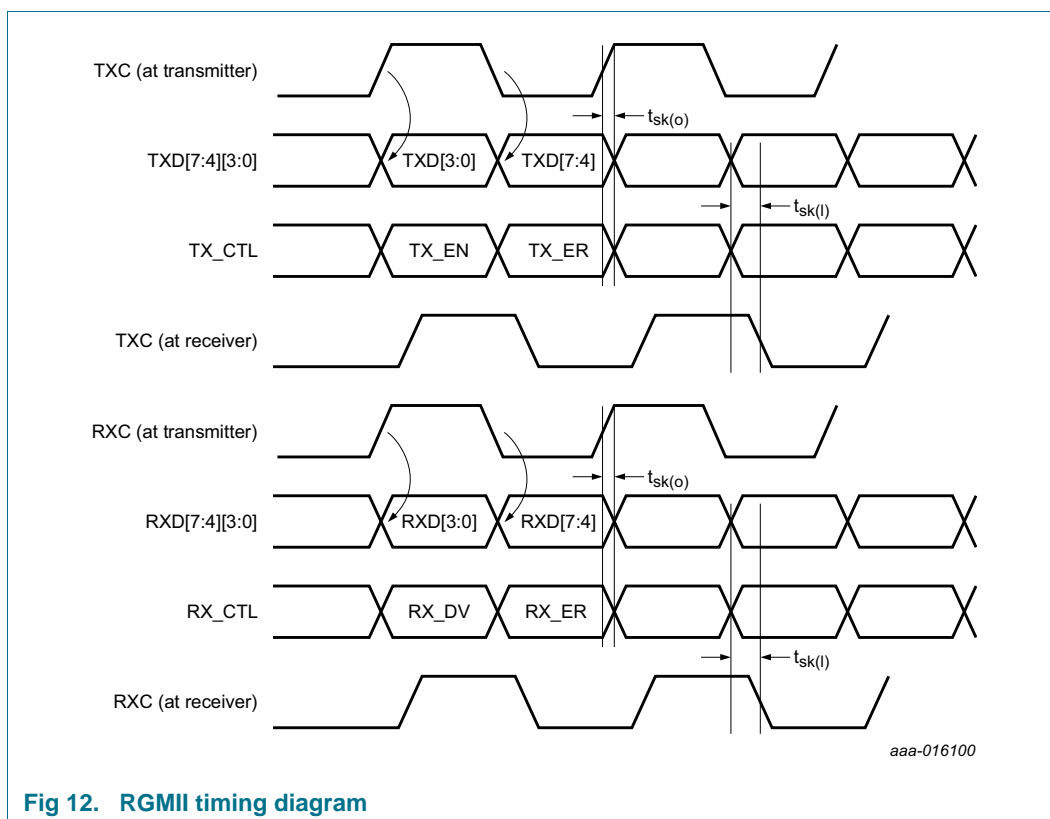 TXC (at transmitter)
t_sk(o)
TXD[7:4][3:0] TXD[3:0] TXD[7:4]
t_sk(l)
TX_CTL TX_EN TX_ER
TXC (at receiver)
RXC (at transmitter)
t_sk(o)
RXD[7:4][3:0] RXD[3:0] RXD[7:4]
RX_CTL RX_DV RX_ER
t_sk(l)
RXC (at receiver)
aaa-016100
Fig 12. RGMII timing diagram